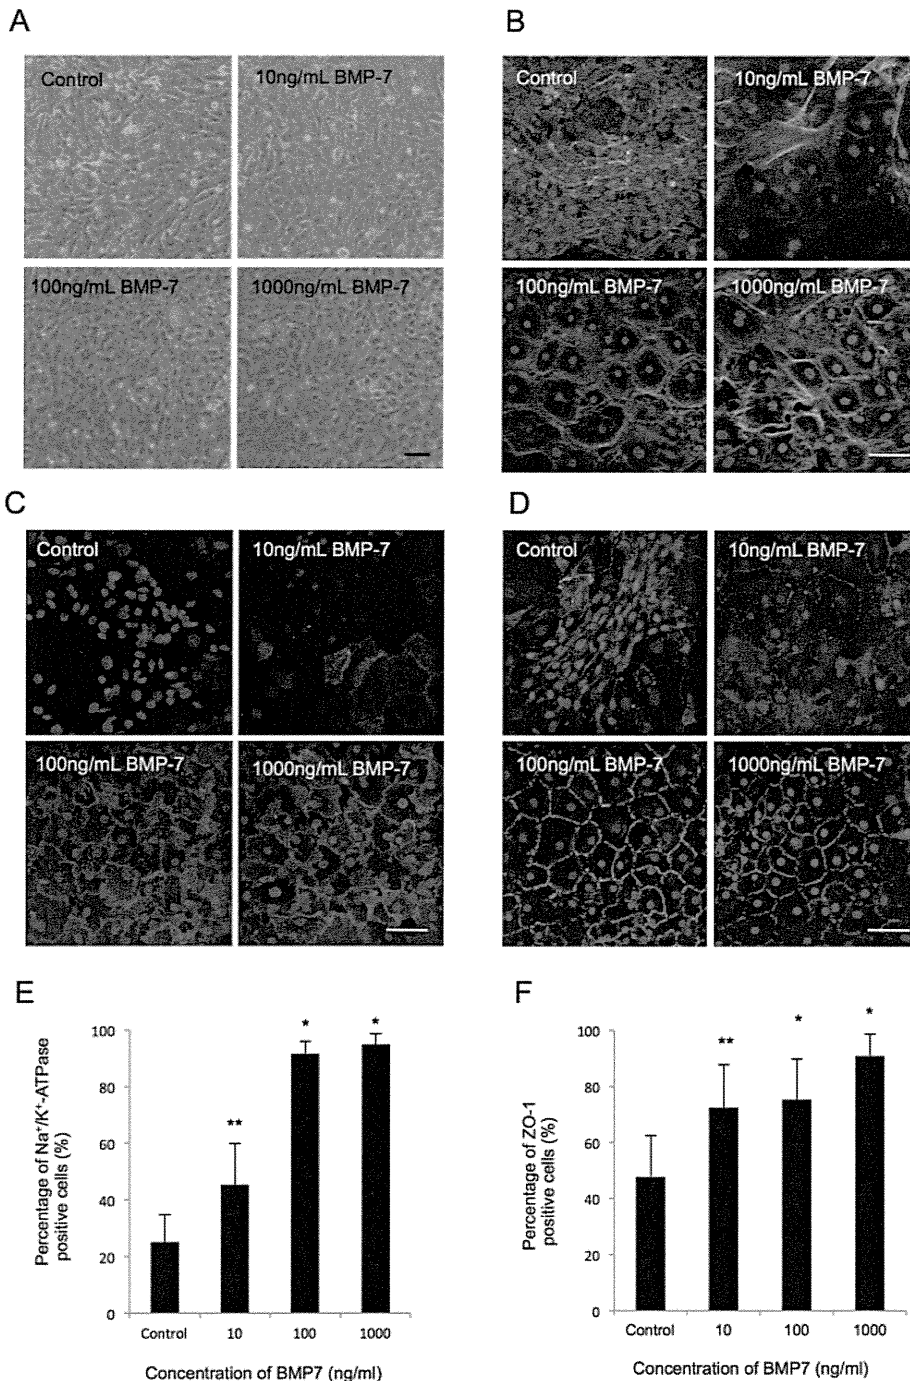 A
B
Control
10ng/mL BMP-7
Control
10ng/mL BMP-7
100ng/mL BMP-7
1000ng/mL BMP-7
100ng/mL BMP-7
1000ng/mL BMP-7
C
D
Control
10ng/mL BMP-7
Control
10ng/mL BMP-7
100ng/mL BMP-7
1000ng/mL BMP-7
100ng/mL BMP-7
1000ng/mL BMP-7
E
Percentage of Na⁺/K⁺-ATPase
positive cells (%)
100
80
60
40
20
0
**
*
*
Control
10
100
1000
Concentration of BMP7 (ng/ml)
F
Percentage of ZO-1
positive cells (%)
100
80
60
40
20
0
**
*
*
Control
10
100
1000
Concentration of BMP7 (ng/ml)